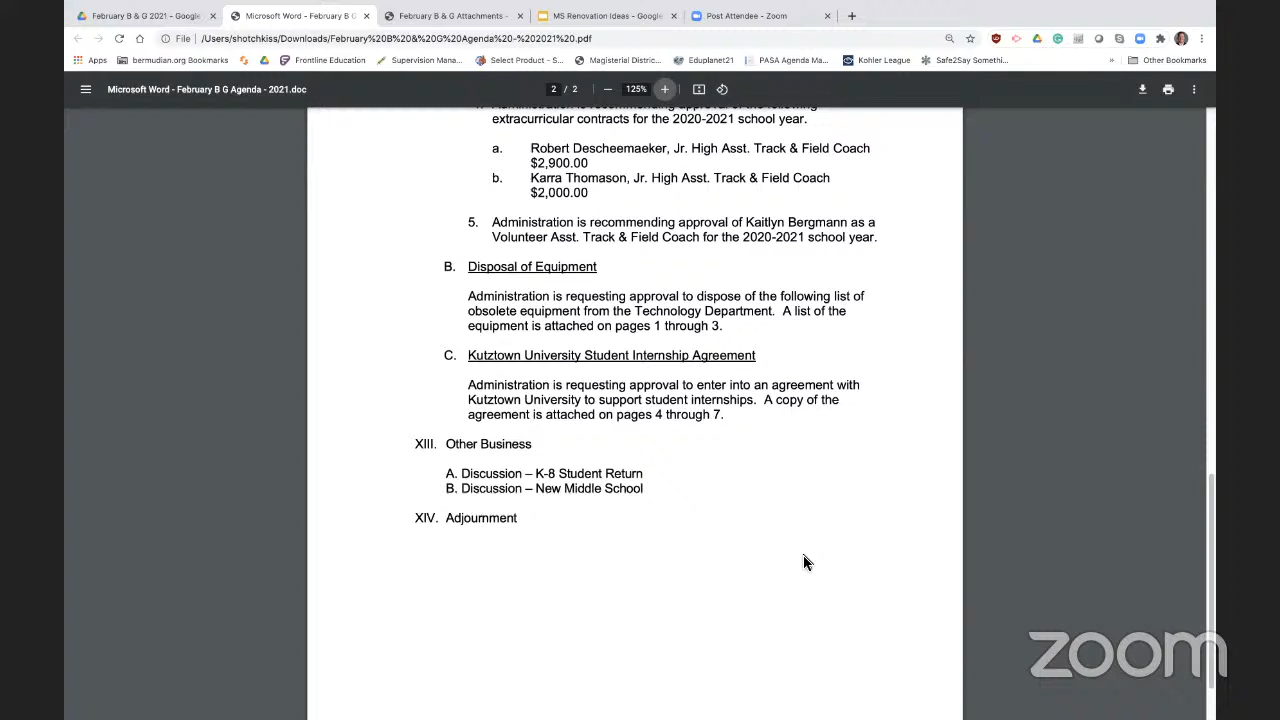 February B & G 2021 – Google
Microsoft Word - February B G
February B & G Attachments -
MS Renovation Ideas - Google
Post Attendee - Zoom
File | /Users/shotchkiss/Downloads/February%20B%20&%20G%20Agenda%20-%202021%20.pdf
Apps bermudian.org Bookmarks Frontline Education Supervision Mana... Select Product - S... Magisterial District... Eduplanet21 PASA Agenda Ma... Kohler League Safe2Say Somethi... » Other Bookmarks
Microsoft Word - February B G Agenda - 2021.doc 2 / 2 — 125% +
Administration is recommending approval of the following
extracurricular contracts for the 2020-2021 school year.
a. Robert Descheemaeker, Jr. High Asst. Track & Field Coach
$2,900.00
b. Karra Thomason, Jr. High Asst. Track & Field Coach
$2,000.00
5. Administration is recommending approval of Kaitlyn Bergmann as a
Volunteer Asst. Track & Field Coach for the 2020-2021 school year.
B. Disposal of Equipment
Administration is requesting approval to dispose of the following list of
obsolete equipment from the Technology Department. A list of the
equipment is attached on pages 1 through 3.
C. Kutztown University Student Internship Agreement
Administration is requesting approval to enter into an agreement with
Kutztown University to support student internships. A copy of the
agreement is attached on pages 4 through 7.
XIII. Other Business
A. Discussion – K-8 Student Return
B. Discussion – New Middle School
XIV. Adjournment
zoom